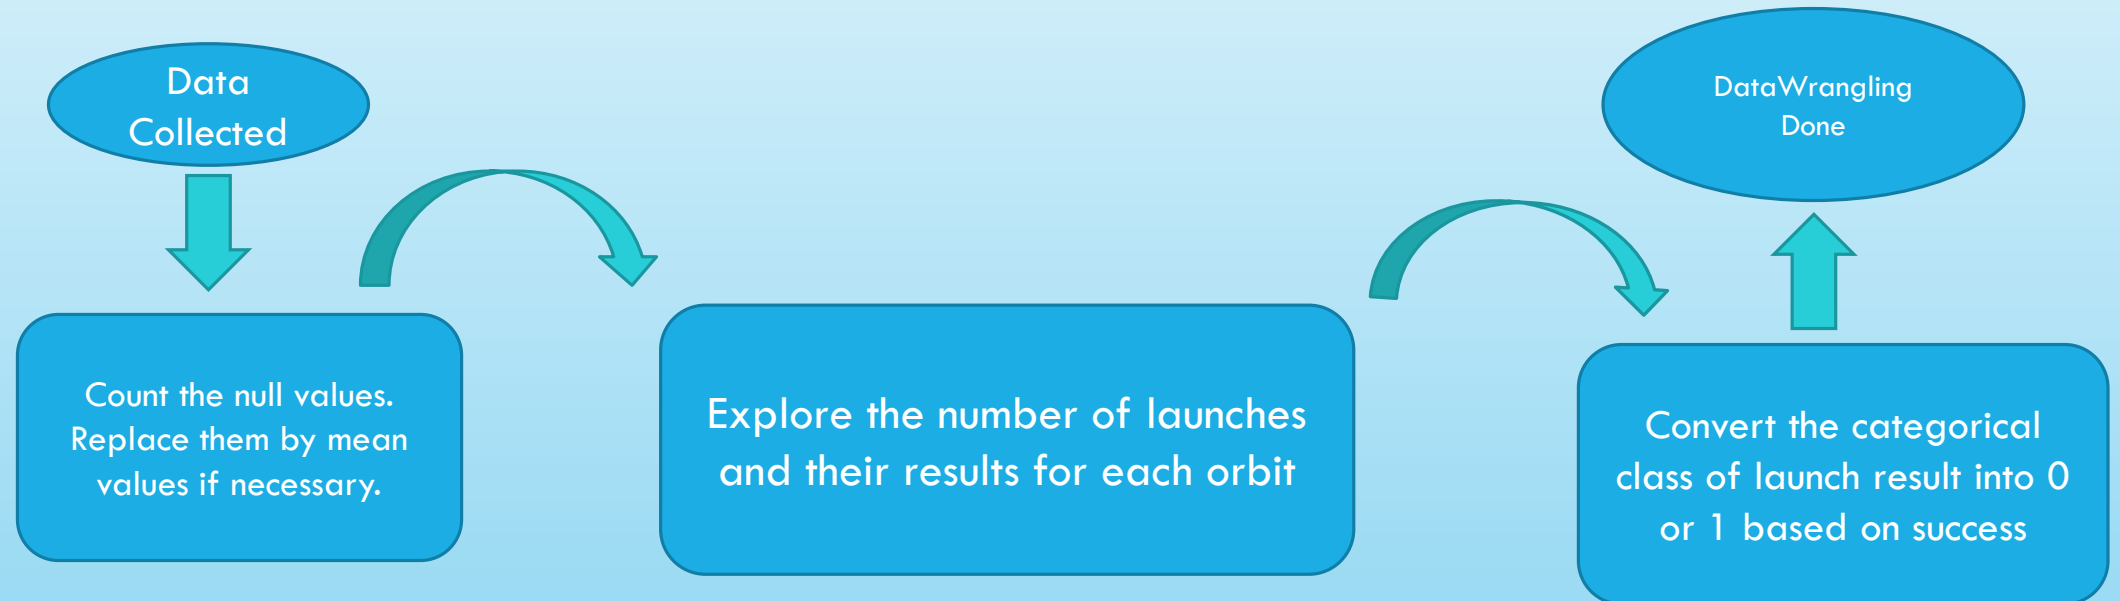 Data
Collected
Count the null values.
Replace them by mean
values if necessary.
Explore the number of launches
and their results for each orbit
Convert the categorical
class of launch result into 0
or 1 based on success
DataWrangling
Done